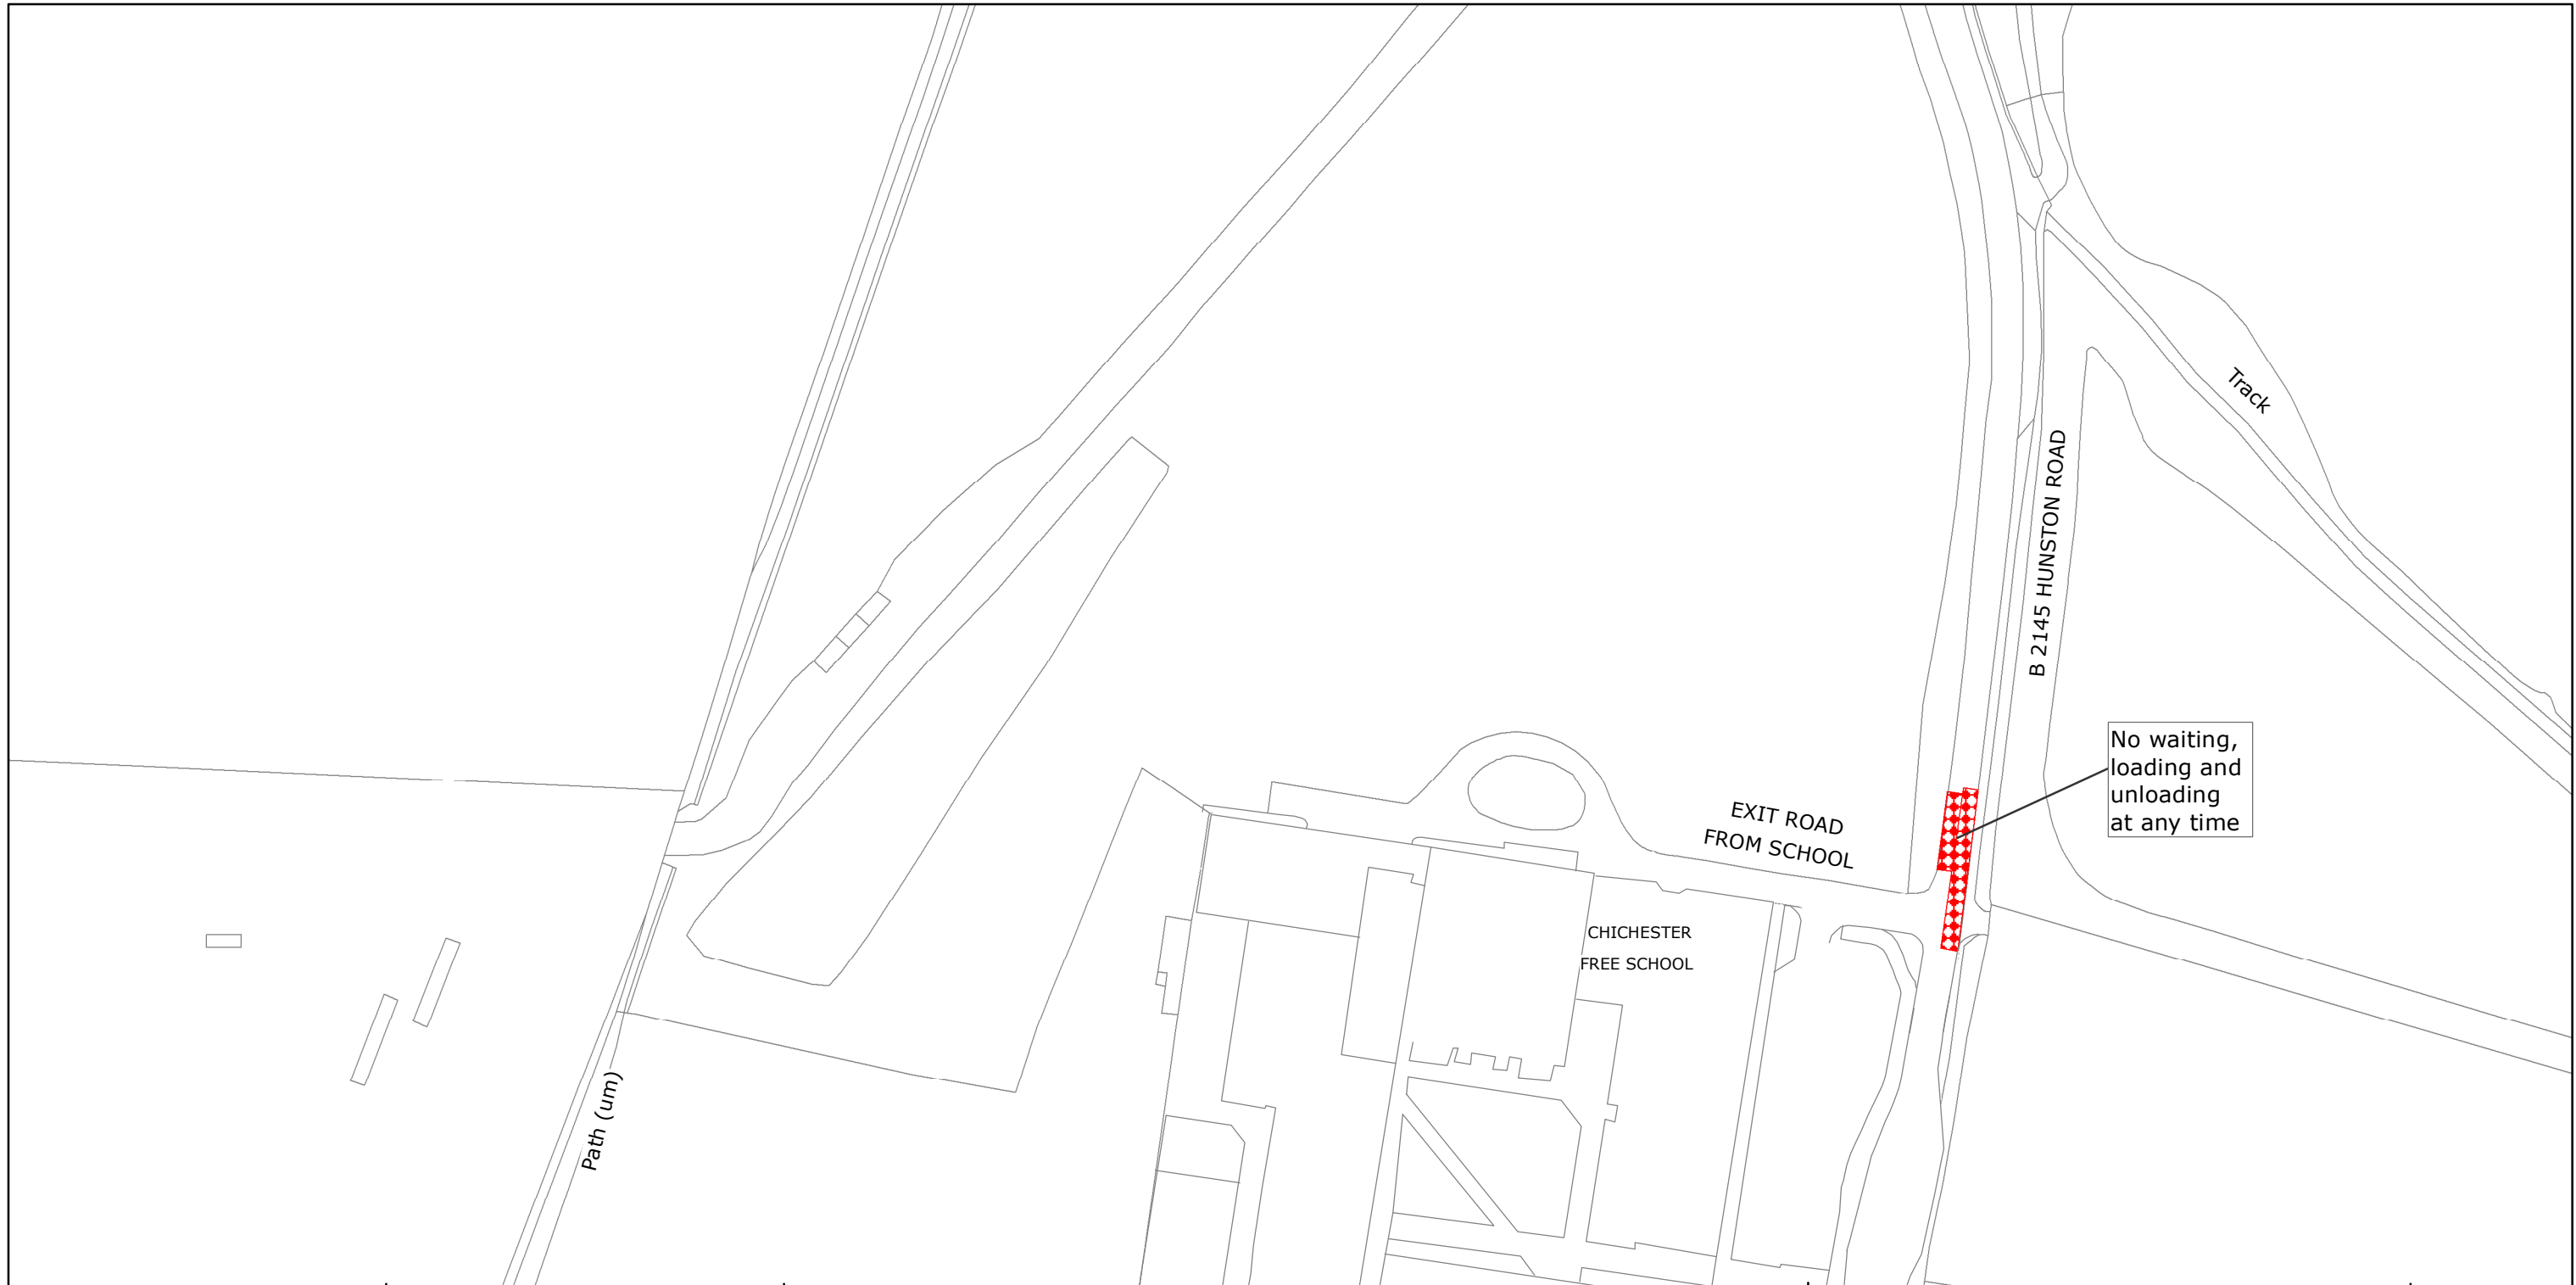 Track
B 2145 HUNSTON ROAD
No waiting,
loading and
unloading
at any time
EXIT ROAD
FROM SCHOOL
CHICHESTER
FREE SCHOOL
Path (um)